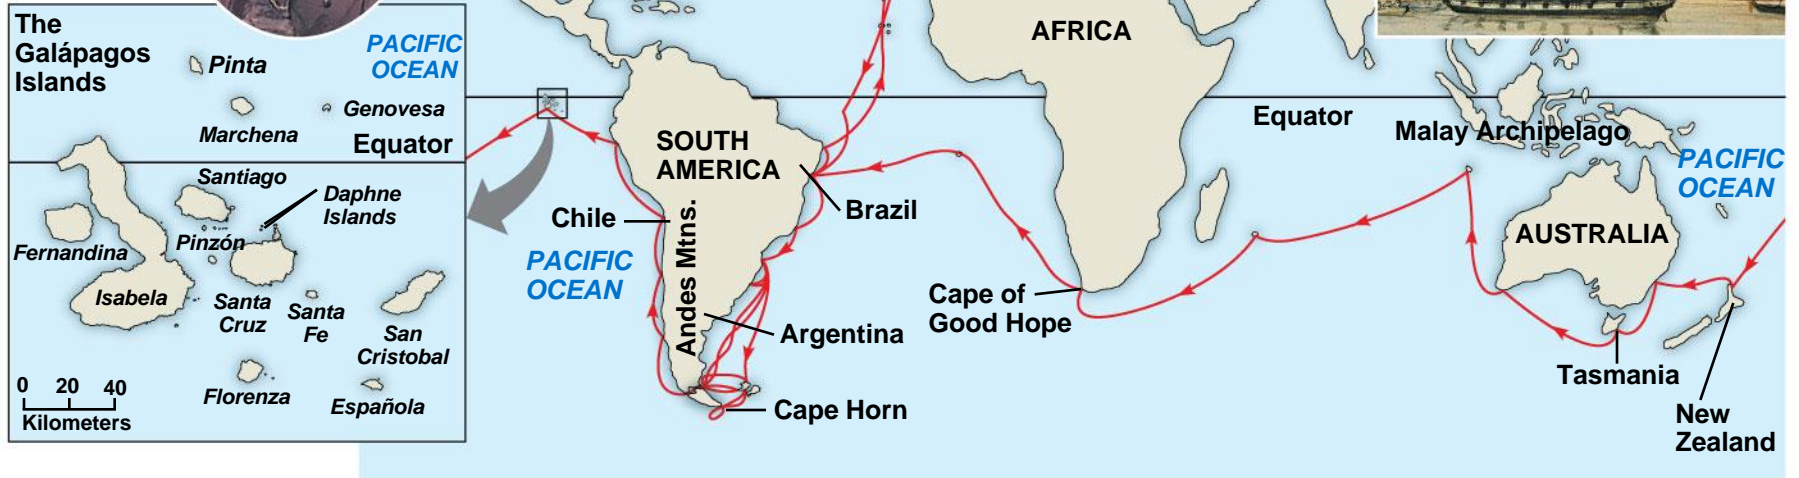 The
Galápagos
Islands
PACIFIC
OCEAN
Pinta
Genovesa
Marchena
Equator
Santiago
Daphne
Islands
Fernandina
Pinzón
Isabela
Santa
Cruz
Santa
Fe
San
Cristobal
Florenza
Española
0 20 40
Kilometers
AFRICA
Equator
Malay Archipelago
SOUTH
AMERICA
PACIFIC
OCEAN
Chile
Brazil
AUSTRALIA
PACIFIC
OCEAN
Andes Mtns.
Cape of
Good Hope
Argentina
Tasmania
Cape Horn
New
Zealand